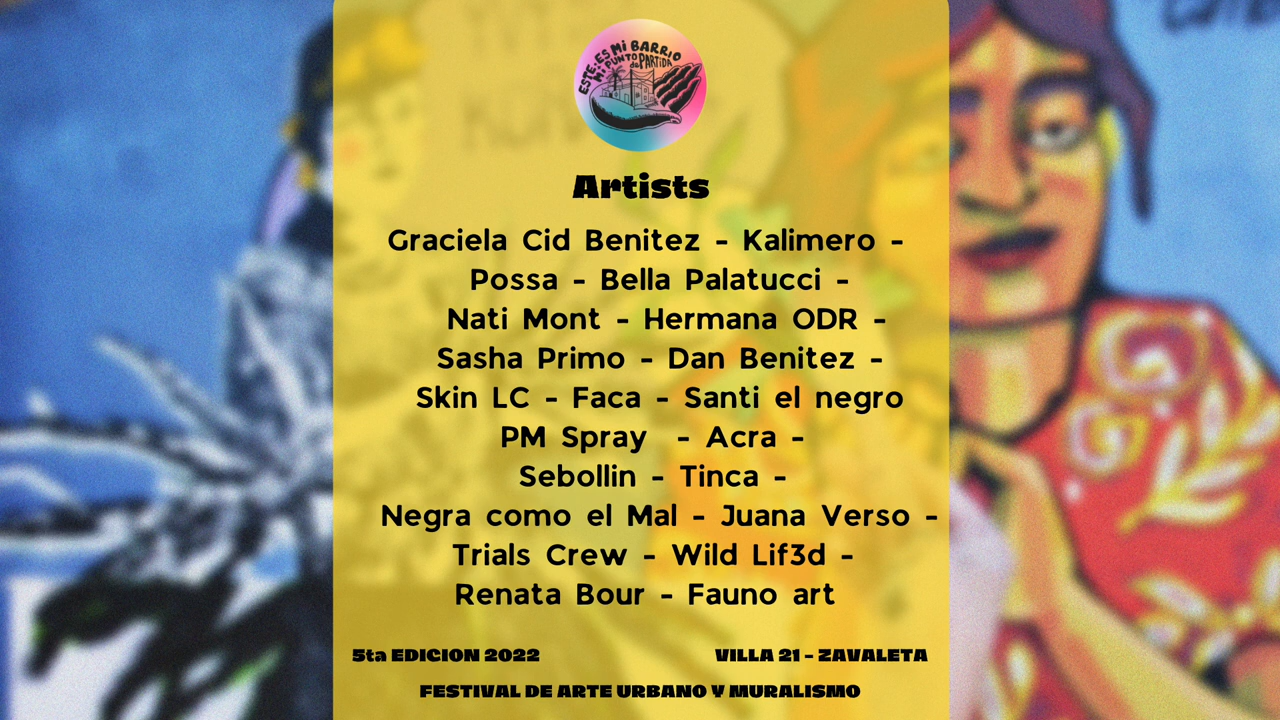 ESTE ES MI BARRIO
MI PUNTO de PARTIDA
Artists
Graciela Cid Benitez - Kalimero -
Possa - Bella Palatucci -
Nati Mont - Hermana ODR -
Sasha Primo - Dan Benitez -
Skin LC - Faca - Santi el negro
PM Spray - Acra -
Sebollin - Tinca -
Negra como el Mal - Juana Verso -
Trials Crew - Wild Lif3d -
Renata Bour - Fauno art
5ta EDICION 2022
VILLA 21 - ZAVALETA
FESTIVAL DE ARTE URBANO Y MURALISMO